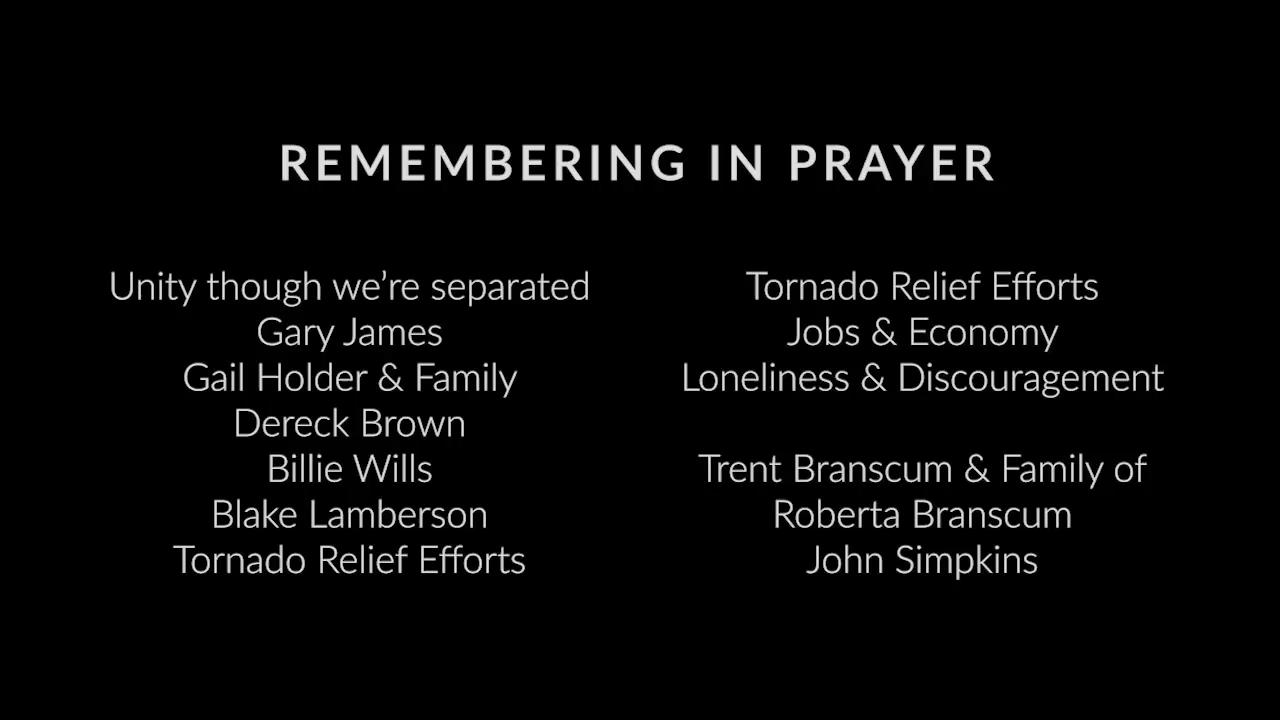 REMEMBERING IN PRAYER
Unity though we’re separated
Gary James
Gail Holder & Family
Dereck Brown
Billie Wills
Blake Lamberson
Tornado Relief Efforts
Tornado Relief Efforts
Jobs & Economy
Loneliness & Discouragement
Trent Branscum & Family of
Roberta Branscum
John Simpkins